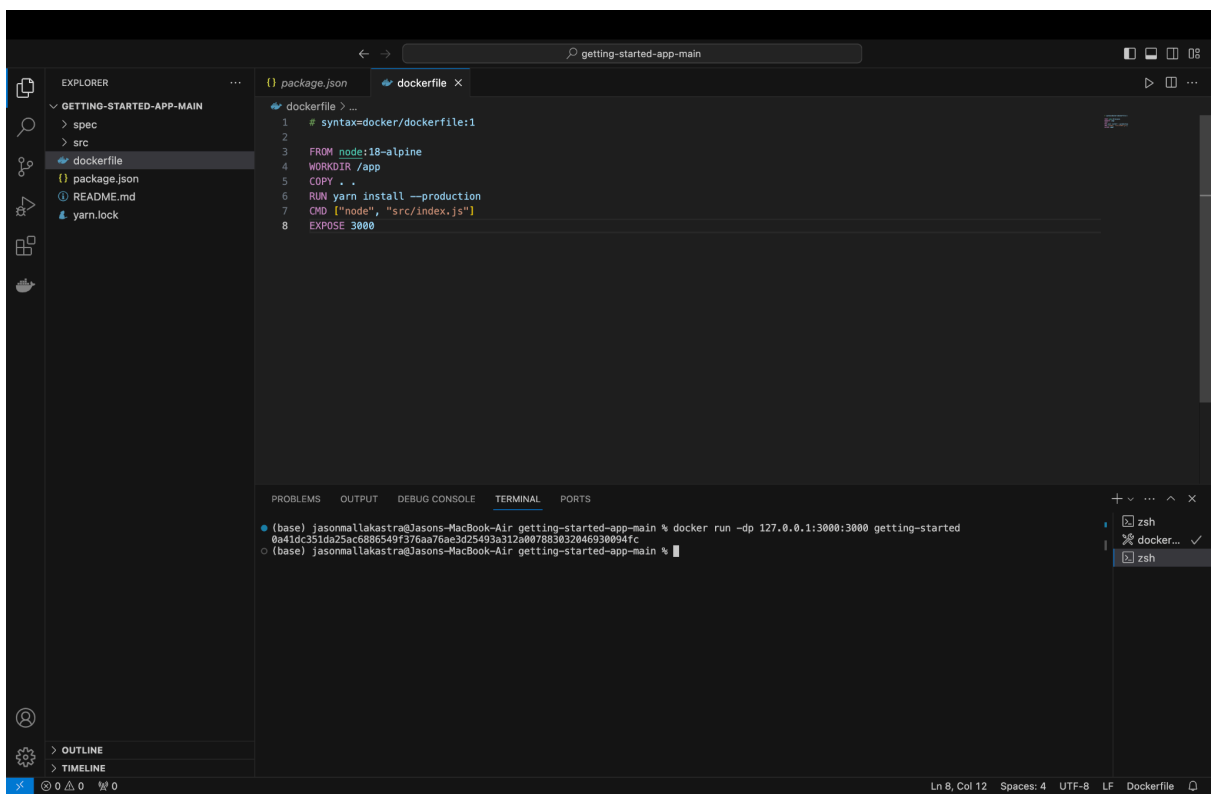 getting-started-app-main
EXPLORER
GETTING-STARTED-APP-MAIN
spec
src
dockerfile
package.json
README.md
yarn.lock
OUTLINE
TIMELINE
package.json
dockerfile
dockerfile > ...
1 # syntax=docker/dockerfile:1
2
3 FROM node:18-alpine
4 WORKDIR /app
5 COPY . .
6 RUN yarn install --production
7 CMD ["node", "src/index.js"]
8 EXPOSE 3000
PROBLEMS OUTPUT DEBUG CONSOLE TERMINAL PORTS
(base) jasonmallakastra@Jasons-MacBook-Air getting-started-app-main % docker run -dp 127.0.0.1:3000:3000 getting-started
0a41dc351da25ac6886549f376aa76ae3d25493a312a007883032046930094fc
(base) jasonmallakastra@Jasons-MacBook-Air getting-started-app-main %
zsh
docker...
zsh
0 0 0
Ln 8, Col 12 Spaces: 4 UTF-8 LF Dockerfile